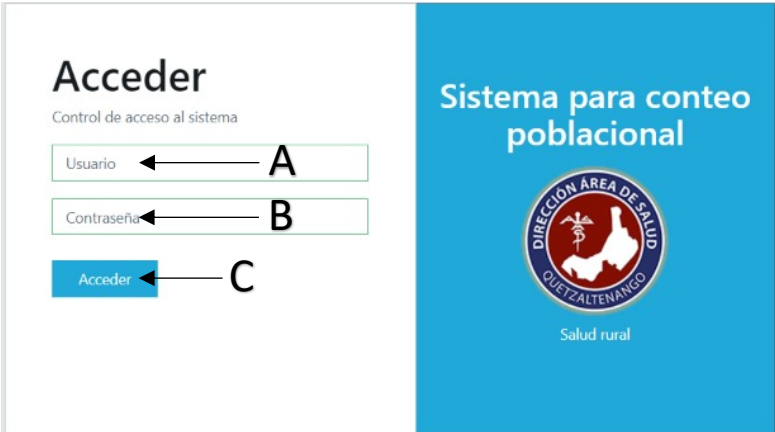 Acceder
Control de acceso al sistema
Usuario
A
Contraseña
B
Acceder
C
Sistema para conteo
poblacional
DIRECCIÓN ÁREA DE SALUD
QUETZALTENANGO
Salud rural